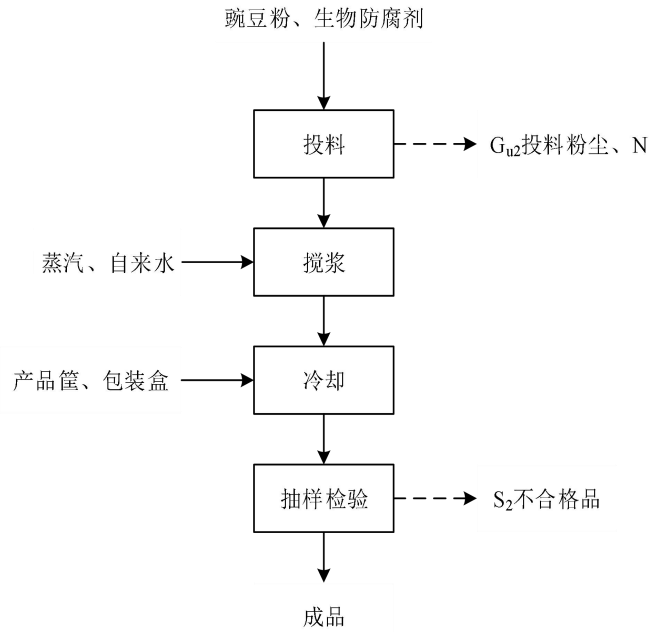 豌豆粉、生物防腐剂
投料
Gu2投料粉尘、N
蒸汽、自来水
搅浆
产品筐、包装盒
冷却
抽样检验
S2不合格品
成品